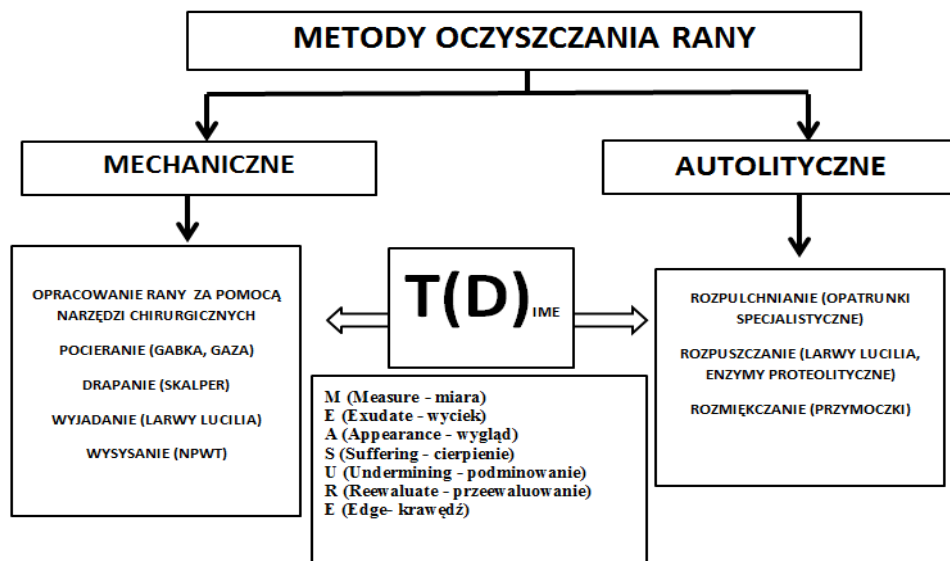 METODY OCZYSZCZANIA RANY
MECHANICZNE
AUTOLITYCZNE
OPRACOWANIE RANY ZA POMOCĄ
NARZĘDZI CHIRURGICZNYCH
POCIERANIE (GABKA, GAZA)
DRAPANIE (SKALPER)
WYJADANIE (LARWY LUCILIA)
WYSYSANIE (NPWT)
T(D)IME
M (Measure - miara)
E (Exudate - wyciek)
A (Appearance - wygląd)
S (Suffering - cierpienie)
U (Undermining - podminowanie)
R (Reewaluate - przeewaluowanie)
E (Edge- krawędź)
ROZPULCHNIANIE (OPATRUNKI
SPECJALISTYCZNE)
ROZPUSZCZANIE (LARWY LUCILIA,
ENZYMY PROTEOLITYCZNE)
ROZMIĘKCZANIE (PRZYMOCZKI)